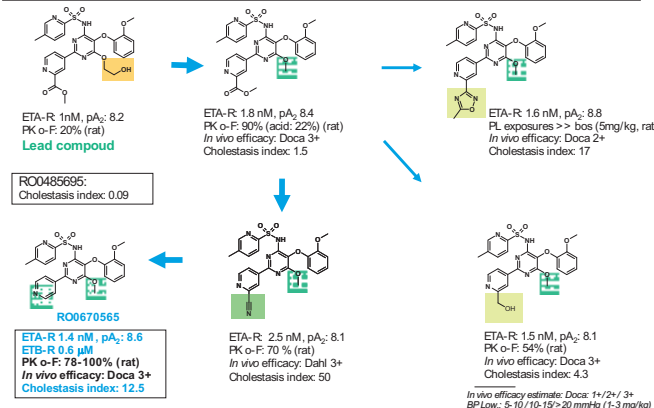 ETA-R: 1nM, pA2: 8.2
PK o-F: 20% (rat)
Lead compoud
ETA-R: 1.8 nM, pA2 8.4
PK o-F: 90% (acid: 22%) (rat)
In vivo efficacy: Doca 3+
Cholestasis index: 1.5
ETA-R: 1.6 nM, pA2: 8.8
PL exposures >> bos (5mg/kg, rat
In vivo efficacy: Doca 2+
Cholestasis index: 17
RO0485695:
Cholestasis index: 0.09
RO0670565
ETA-R 1.4 nM, pA2: 8.6
ETB-R 0.6 µM
PK o-F: 78-100% (rat)
In vivo efficacy: Doca 3+
Cholestasis index: 12.5
ETA-R: 2.5 nM, pA2: 8.1
PK o-F: 70 % (rat)
In vivo efficacy: Dahl 3+
Cholestasis index: 50
ETA-R: 1.5 nM, pA2: 8.1
PK o-F: 54% (rat)
In vivo efficacy: Doca 3+
Cholestasis index: 4.3
In vivo efficacy estimate: Doca: 1+/2+/ 3+
BP Low.: 5-10 /10-15/>20 mmHg (1-3 mg/kg)